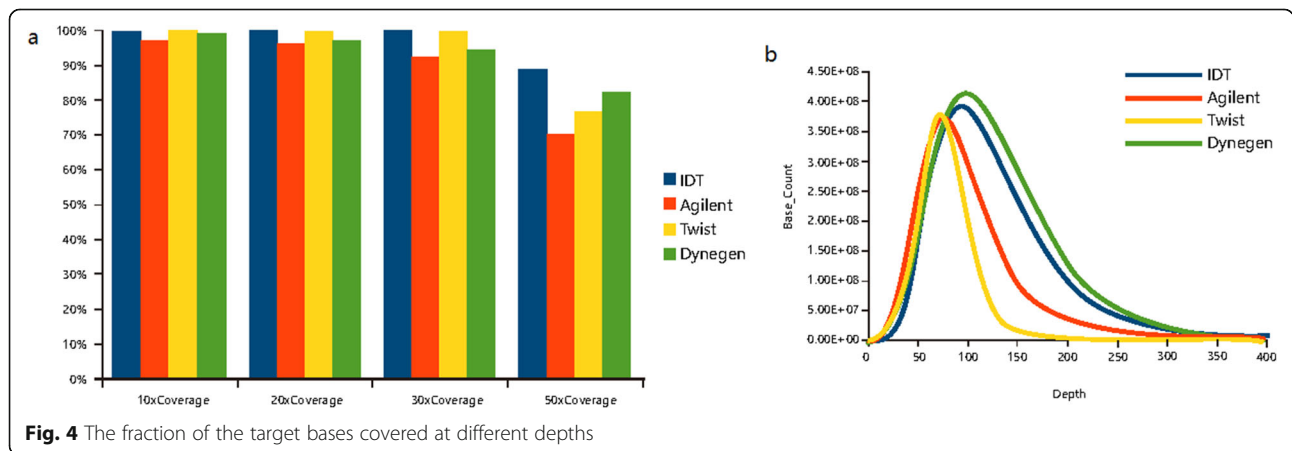 a
100%
90%
80%
70%
60%
50%
40%
30%
20%
10%
0%
10xCoverage
20xCoverage
30xCoverage
50xCoverage
IDT
Agilent
Twist
Dynegen
b
4.50E+08
4.00E+08
3.50E+08
3.00E+08
2.50E+08
2.00E+08
1.50E+08
1.00E+08
5.00E+07
0.00E+00
Base_Count
0
50
100
150
200
250
300
350
400
Depth
IDT
Agilent
Twist
Dynegen
Fig. 4 The fraction of the target bases covered at different depths